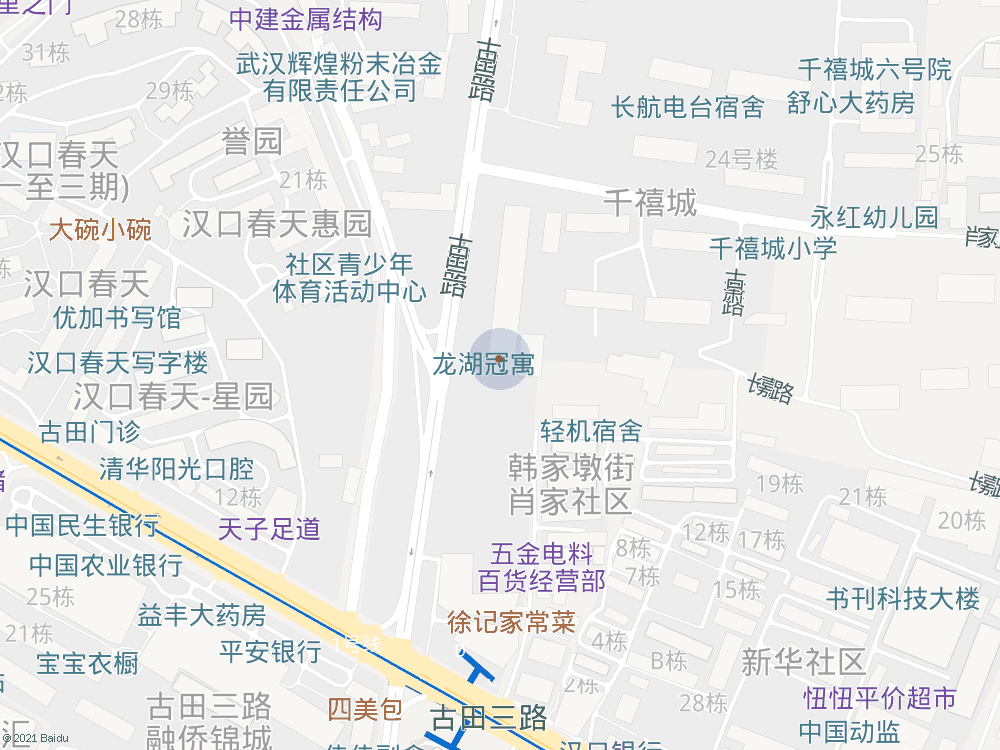 28栋
中建金属结构
31栋
武汉辉煌粉末冶金
有限责任公司
古田四路
千禧城六号院
舒心大药房
29栋
长航电台宿舍
誉园
24号楼
25栋
汉口春天
一至三期)
21栋
千禧城
永红幼儿园
大碗小碗
汉口春天惠园
千禧城小学
社区青少年
体育活动中心
汉口春天
优加书写馆
龙湖冠寓
汉口春天写字楼
长嘉路
汉口春天-星园
古田门诊
轻机宿舍
清华阳光口腔
韩家墩街
肖家社区
12栋
19栋
21栋
长嘉路
20栋
中国民生银行
天子足道
12栋
17栋
五金电料
百货经营部
8栋
7栋
中国农业银行
25栋
15栋
书刊科技大楼
益丰大药房
徐记家常菜
21栋
4栋
宝宝衣橱
平安银行
1号线
B栋
新华社区
2栋
28栋
忸忸平价超市
古田三路
融侨锦城
四美包
古田三路
中国动监
© 2021 Baidu